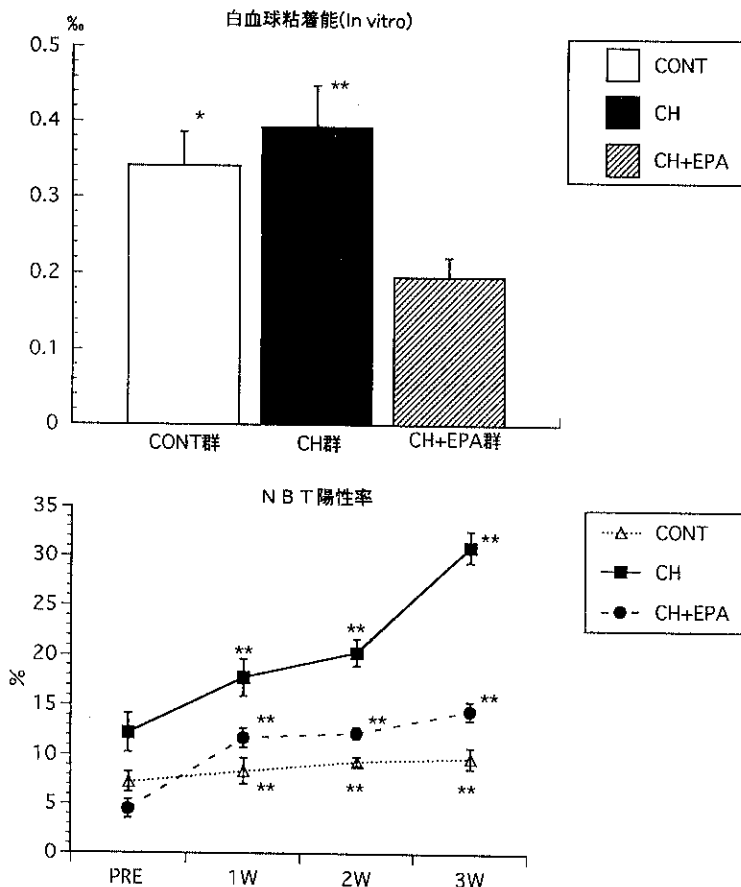 白血球粘着能(In vitro)
‰
0.5
0.4
0.3
0.2
0.1
0
*
**
CONT群
CH群
CH+EPA群
CONT
CH
CH+EPA
NBT陽性率
%
35
30
25
20
15
10
5
0
**
**
**
**
**
**
**
**
**
PRE
1W
2W
3W
CONT
CH
CH+EPA